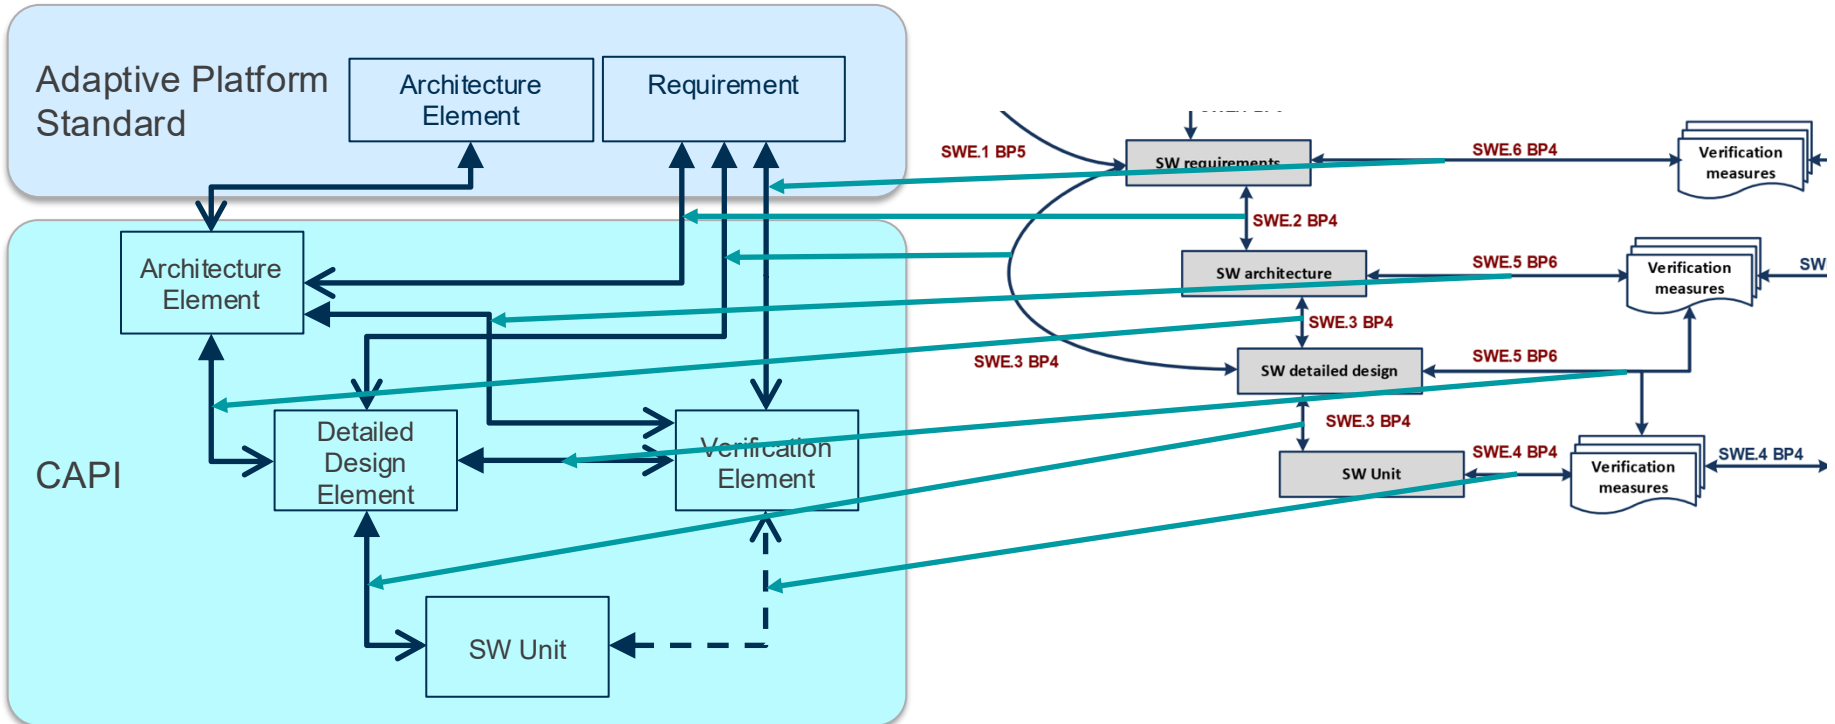 Adaptive Platform
Standard
Architecture
Element
Requirement
Architecture
Element
CAPI
Detailed
Design
Element
Verification
Element
SW Unit
SWE.1 BP5
SW requirements
SWE.6 BP4
Verification
measures
SWE.2 BP4
SW architecture
SWE.5 BP6
Verification
measures
SW
SWE.3 BP4
SWE.3 BP4
SW detailed design
SWE.5 BP6
SWE.3 BP4
SW Unit
SWE.4 BP4
Verification
measures
SWE.4 BP4